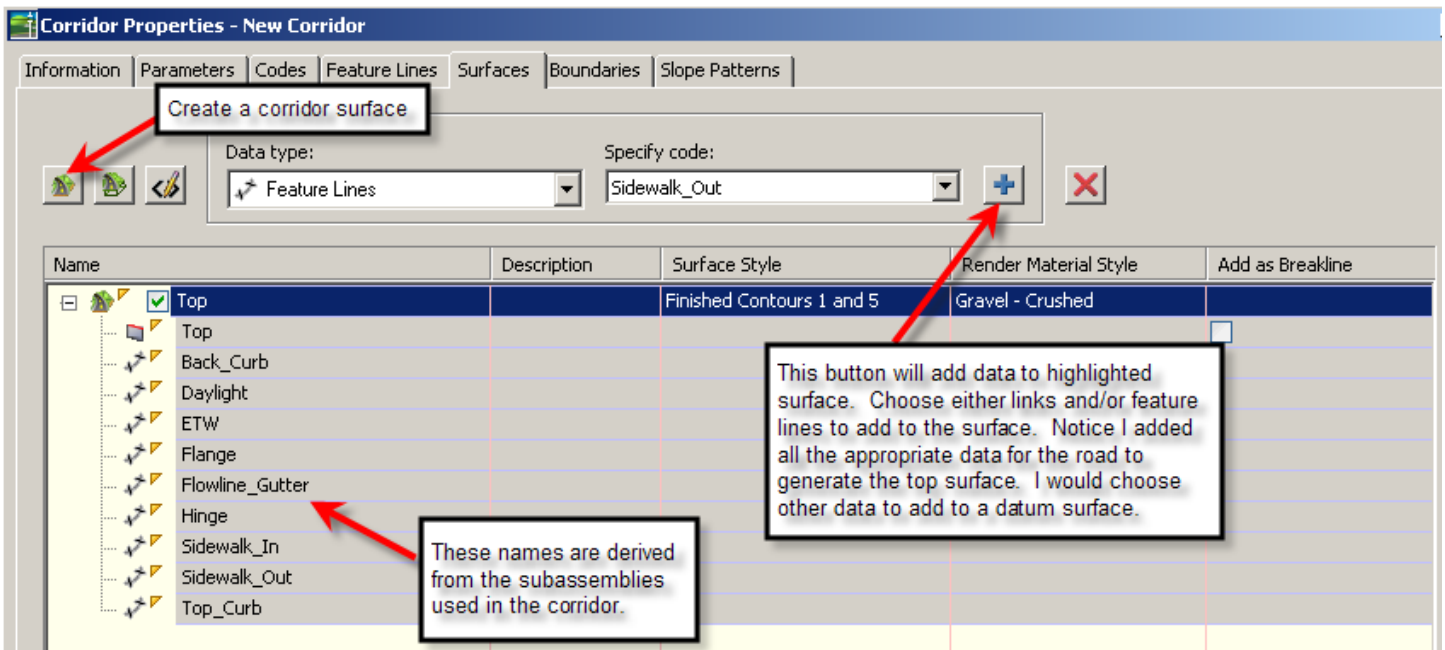 Corridor Properties - New Corridor
Information Parameters Codes Feature Lines Surfaces Boundaries Slope Patterns
Create a corridor surface
Data type:
Specify code:
Feature Lines
Sidewalk_Out
Name Description Surface Style Render Material Style Add as Breakline
Top Finished Contours 1 and 5 Gravel - Crushed
Top
Back_Curb
Daylight
ETW
Flange
Flowline_Gutter
Hinge
Sidewalk_In
Sidewalk_Out
Top_Curb
This button will add data to highlighted
surface. Choose either links and/or feature
lines to add to the surface. Notice I added
all the appropriate data for the road to
generate the top surface. I would choose
other data to add to a datum surface.
These names are derived
from the subassemblies
used in the corridor.